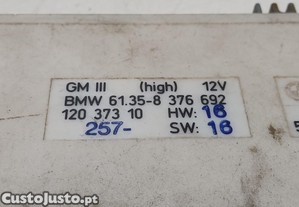 GM III (high) 12V
BMW 61.35-8 376 692
120 373 10 HW: 16
257- SW: 16
CustoJusto.pt